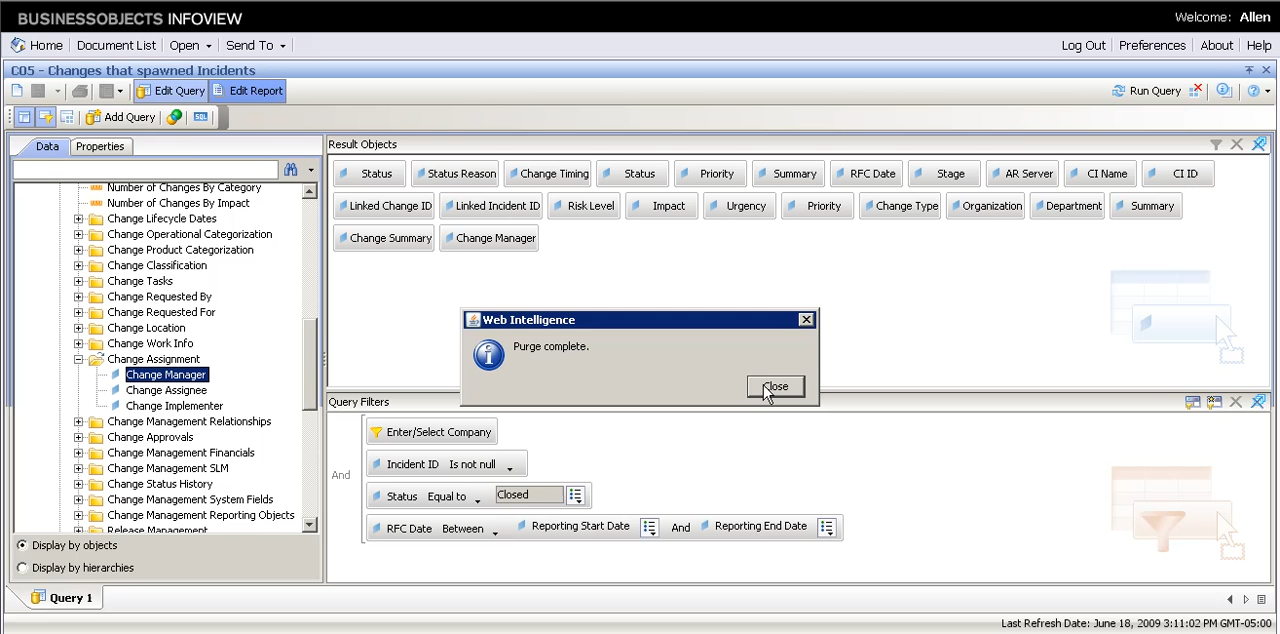 BUSINESSOBJECTS INFOVIEW
Welcome: Allen
Home Document List Open Send To
Log Out Preferences About Help
C05 - Changes that spawned Incidents
Edit Query Edit Report
Run Query
Add Query
SQL
Data Properties
Number of Changes By Category
Number of Changes By Impact
Change Lifecycle Dates
Change Operational Categorization
Change Product Categorization
Change Classification
Change Tasks
Change Requested By
Change Requested For
Change Location
Change Work Info
Change Assignment
Change Manager
Change Assignee
Change Implementer
Change Management Relationships
Change Approvals
Change Management Financials
Change Management SLM
Change Status History
Change Management System Fields
Change Management Reporting Objects
Release Management
Display by objects
Display by hierarchies
Result Objects
Status Status Reason Change Timing Status Priority Summary RFC Date Stage AR Server CI Name CI ID
Linked Change ID Linked Incident ID Risk Level Impact Urgency Priority Change Type Organization Department Summary
Change Summary Change Manager
Web Intelligence
Purge complete.
Close
Query Filters
And
Enter/Select Company
Incident ID Is not null
Status Equal to Closed
RFC Date Between Reporting Start Date And Reporting End Date
Query 1
Last Refresh Date: June 18, 2009 3:11:02 PM GMT-05:00